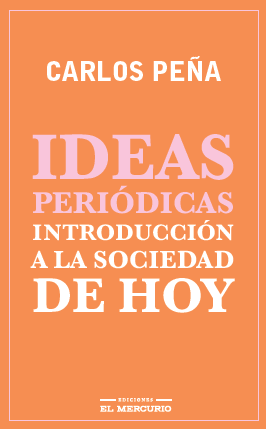 CARLOS PEÑA
IDEAS
PERIÓDICAS
INTRODUCCIÓN
A LA SOCIEDAD
DE HOY
EDICIONES
EL MERCURIO